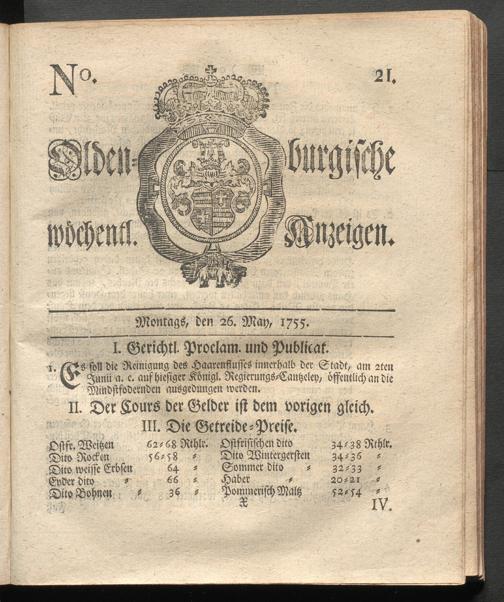 No. 21.
Olden= burgische
wöchentl. Anzeigen.
Montags, den 26. May, 1755.
I. Gerichtl. Proclam. und Publicat.
1. Es soll die Reinigung des Haarenflusses innerhalb der Stadt, am 2ten
Junii a. c. auf hiesiger Königl. Regierungs-Cantzeley, öffentlich an die
Mindstfodernden ausgedungen werden.
II. Der Cours der Gelder ist dem vorigen gleich.
III. Die Getreide-Preise.
Ostfr. Weitzen 62=68 Rthlr. Ostfrisischen dito 34=38 Rthlr.
Dito Rocken 56=58 = Dito Wintergersten 34=36 =
Dito weisse Erbsen 64 = Sommer dito = 32=33 =
Eyder dito = 66 = Haber = 20=21 =
Dito Bohnen = 36 = Pommerisch Maltz 52=54 =
X IV.